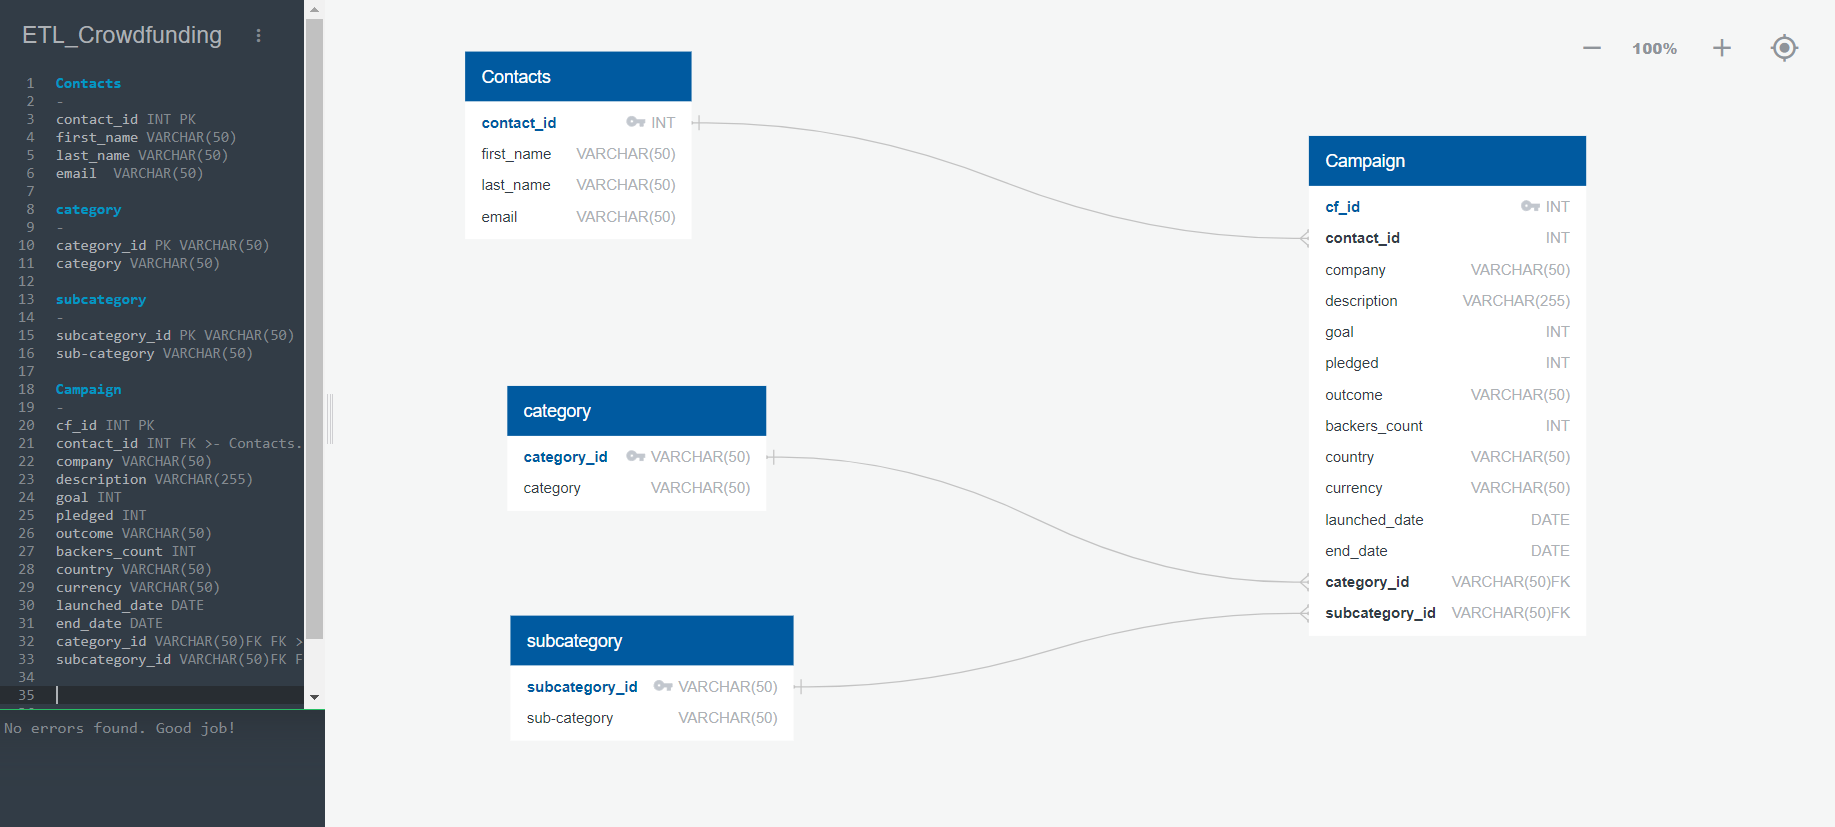 ETL_Crowdfunding
1 Contacts
2 -
3 contact_id INT PK
4 first_name VARCHAR(50)
5 last_name VARCHAR(50)
6 email  VARCHAR(50)
7
8 category
9 -
10 category_id PK VARCHAR(50)
11 category VARCHAR(50)
12
13 subcategory
14 -
15 subcategory_id PK VARCHAR(50)
16 sub-category VARCHAR(50)
17
18 Campaign
19 -
20 cf_id INT PK
21 contact_id INT FK >- Contacts.
22 company VARCHAR(50)
23 description VARCHAR(255)
24 goal INT
25 pledged INT
26 outcome VARCHAR(50)
27 backers_count INT
28 country VARCHAR(50)
29 currency VARCHAR(50)
30 launched_date DATE
31 end_date DATE
32 category_id VARCHAR(50)FK FK >
33 subcategory_id VARCHAR(50)FK F
34
35
No errors found. Good job!
Contacts
contact_id INT
first_name VARCHAR(50)
last_name VARCHAR(50)
email VARCHAR(50)
category
category_id VARCHAR(50)
category VARCHAR(50)
subcategory
subcategory_id VARCHAR(50)
sub-category VARCHAR(50)
100%
Campaign
cf_id INT
contact_id INT
company VARCHAR(50)
description VARCHAR(255)
goal INT
pledged INT
outcome VARCHAR(50)
backers_count INT
country VARCHAR(50)
currency VARCHAR(50)
launched_date DATE
end_date DATE
category_id VARCHAR(50)FK
subcategory_id VARCHAR(50)FK